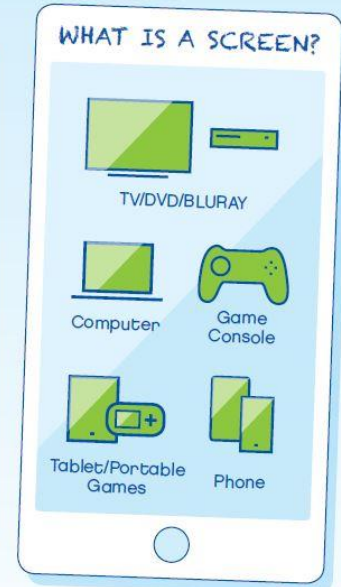 WHAT IS A SCREEN?
TV/DVD/BLURAY
Computer
Game
Console
Tablet/Portable
Games
Phone